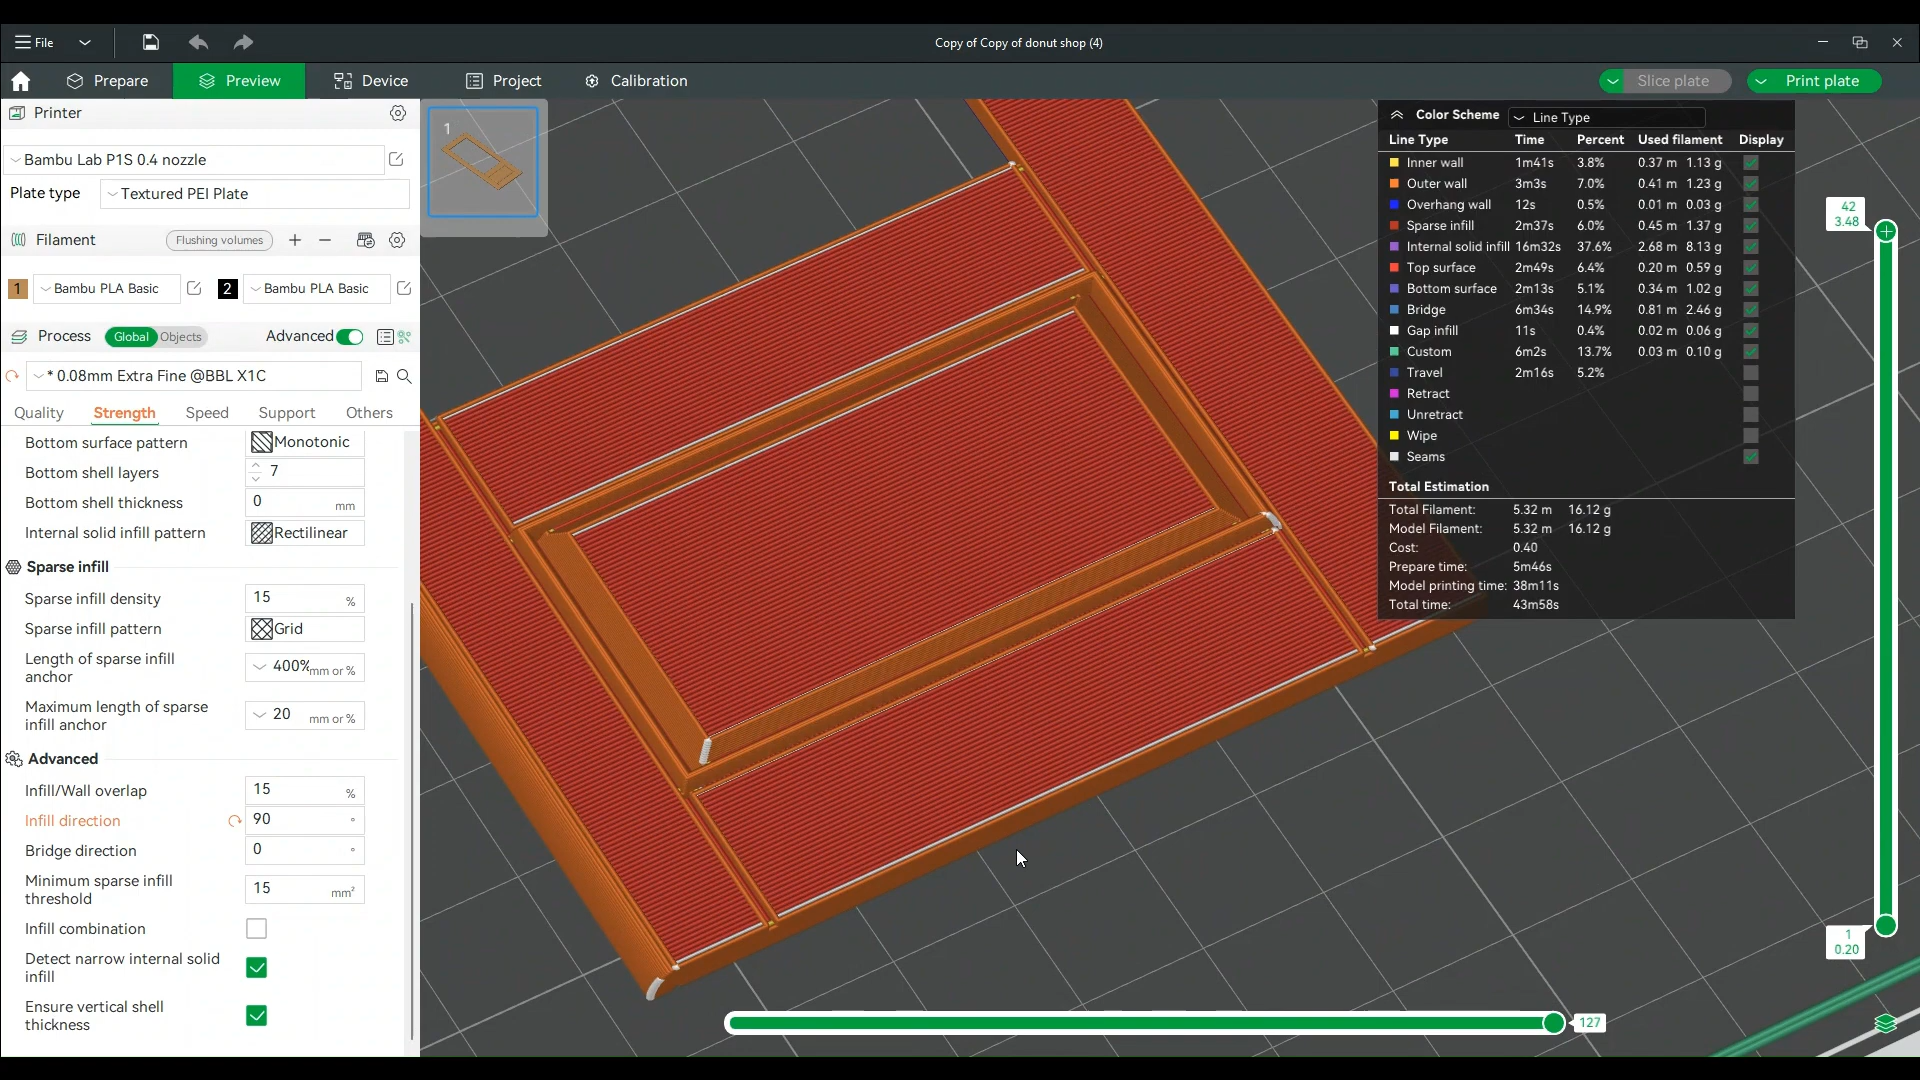 File
Copy of Copy of donut shop (4)
Prepare
Preview
Device
Project
Calibration
Slice plate
Print plate
Printer
Bambu Lab P1S 0.4 nozzle
Plate type
Textured PEI Plate
Filament
Flushing volumes
1 Bambu PLA Basic
2 Bambu PLA Basic
Process
Global Objects
Advanced
* 0.08mm Extra Fine @BBL X1C
Quality Strength Speed Support Others
Bottom surface pattern Monotonic
Bottom shell layers 7
Bottom shell thickness 0 mm
Internal solid infill pattern Rectilinear
Sparse infill
Sparse infill density 15 %
Sparse infill pattern Grid
Length of sparse infill
anchor
400% mm or %
Maximum length of sparse
infill anchor
20 mm or %
Advanced
Infill/Wall overlap 15 %
Infill direction 90 °
Bridge direction 0 °
Minimum sparse infill
threshold
15 mm²
Infill combination
Detect narrow internal solid
infill
Ensure vertical shell
thickness
1
Color Scheme Line Type
Line Type Time Percent Used filament Display
Inner wall 1m41s 3.8% 0.37 m 1.13 g
Outer wall 3m3s 7.0% 0.41 m 1.23 g
Overhang wall 12s 0.5% 0.01 m 0.03 g
Sparse infill 2m37s 6.0% 0.45 m 1.37 g
Internal solid infill 16m32s 37.6% 2.68 m 8.13 g
Top surface 2m49s 6.4% 0.20 m 0.59 g
Bottom surface 2m13s 5.1% 0.34 m 1.02 g
Bridge 6m34s 14.9% 0.81 m 2.46 g
Gap infill 11s 0.4% 0.02 m 0.06 g
Custom 6m2s 13.7% 0.03 m 0.10 g
Travel 2m16s 5.2%
Retract
Unretract
Wipe
Seams
Total Estimation
Total Filament: 5.32 m 16.12 g
Model Filament: 5.32 m 16.12 g
Cost: 0.40
Prepare time: 5m46s
Model printing time: 38m11s
Total time: 43m58s
42
3.48
1
0.20
127